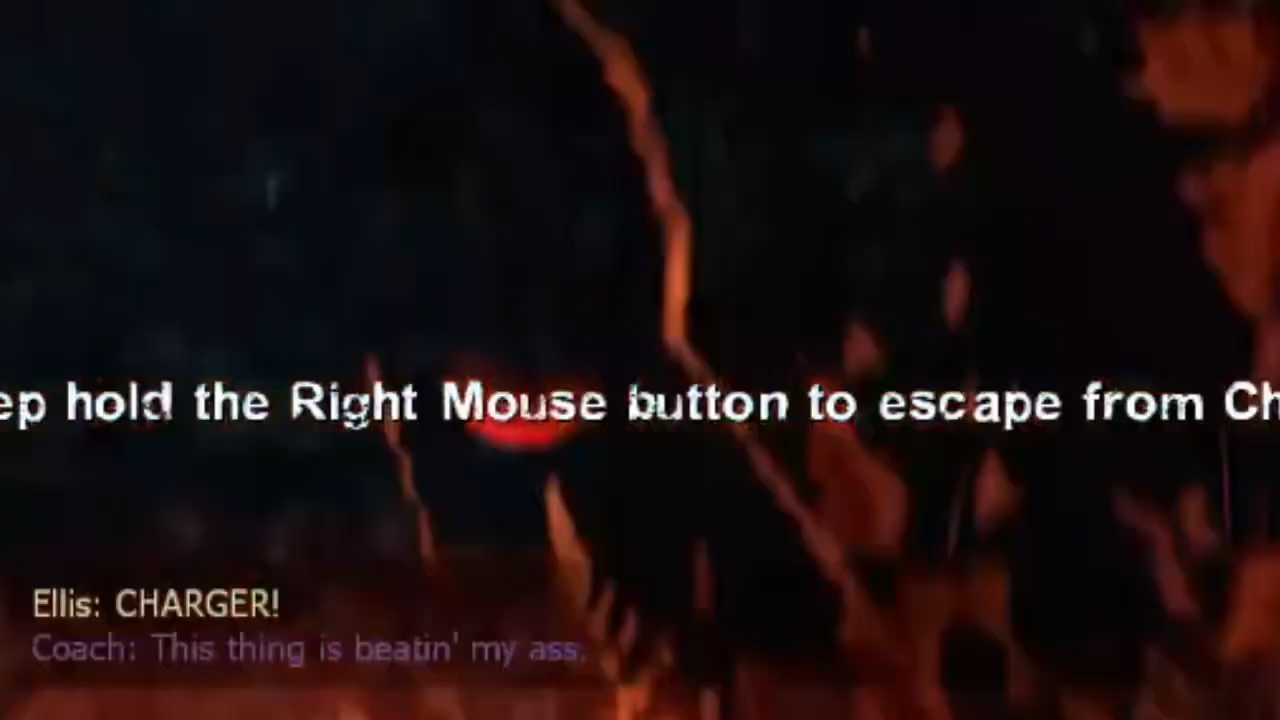 ep hold the Right Mouse button to escape from Ch
Ellis: CHARGER!
Coach: This thing is beatin' my ass.